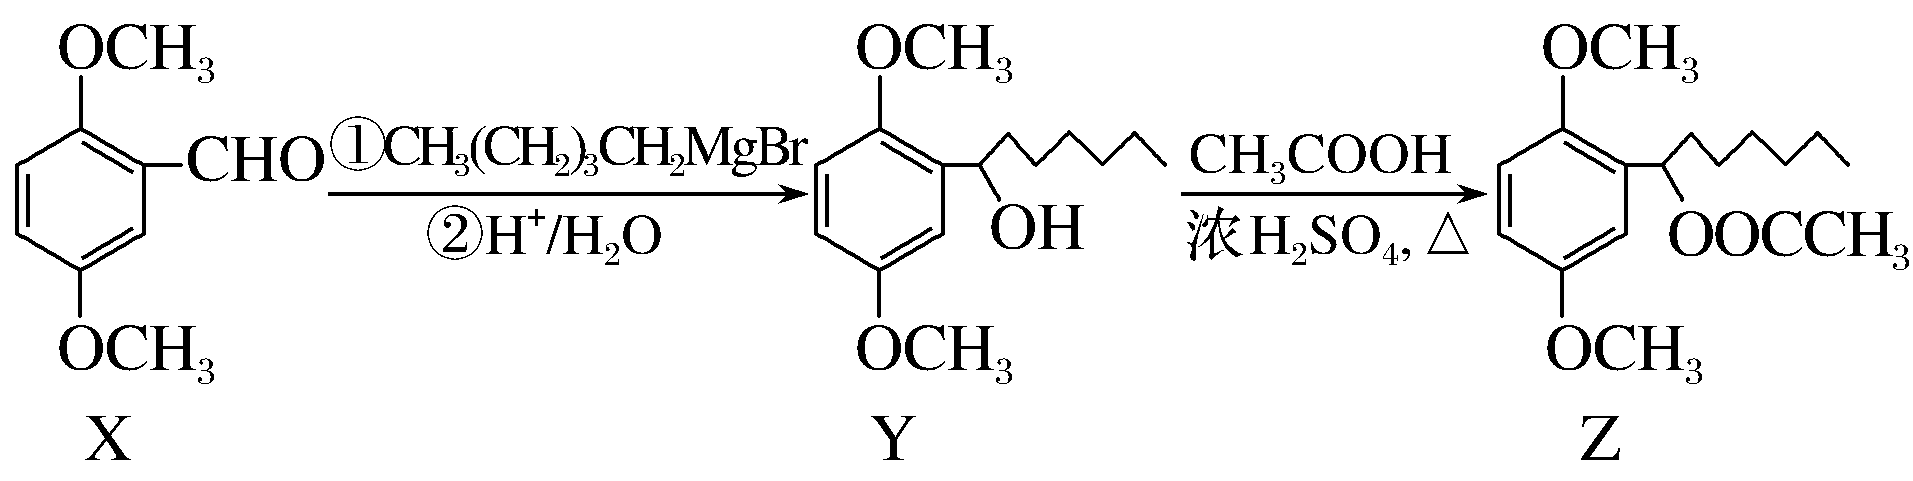 OCH₃ OCH₃ OCH₃
CHO ①CH₃(CH₂)₃CH₂MgBr CH₃COOH
②H⁺/H₂O OH 浓H₂SO₄, △ OOCCH₃
OCH₃ OCH₃ OCH₃
X Y Z